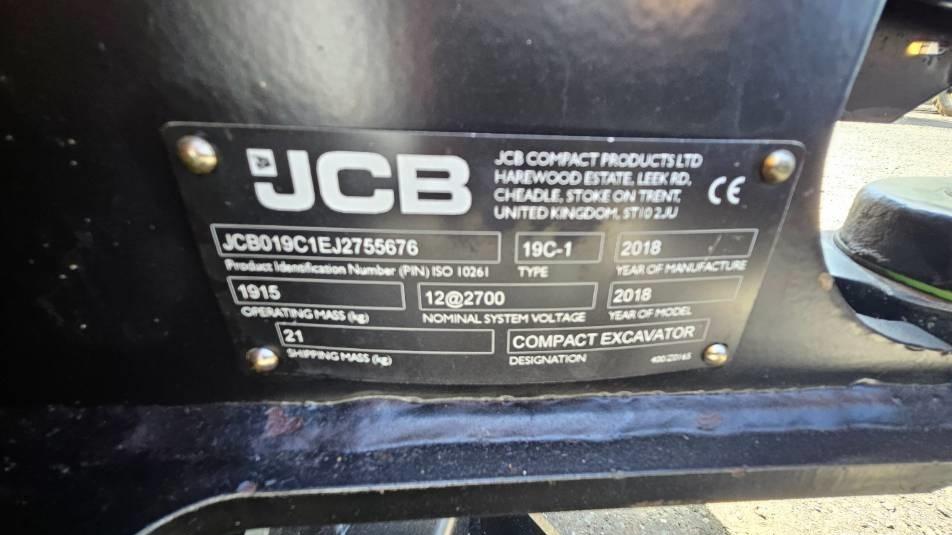 JCB
JCB COMPACT PRODUCTS LTD
HAREWOOD ESTATE, LEEK RD,
CHEADLE, STOKE ON TRENT,
UNITED KINGDOM, ST10 2JU
CE
JCB019C1EJ2755676
Product Identification Number (PIN) ISO 10261
19C-1
TYPE
2018
YEAR OF MANUFACTURE
1915
OPERATING MASS (kg)
12@2700
NOMINAL SYSTEM VOLTAGE
2018
YEAR OF MODEL
21
SHIPPING MASS (kg)
COMPACT EXCAVATOR
DESIGNATION
400/Z0165